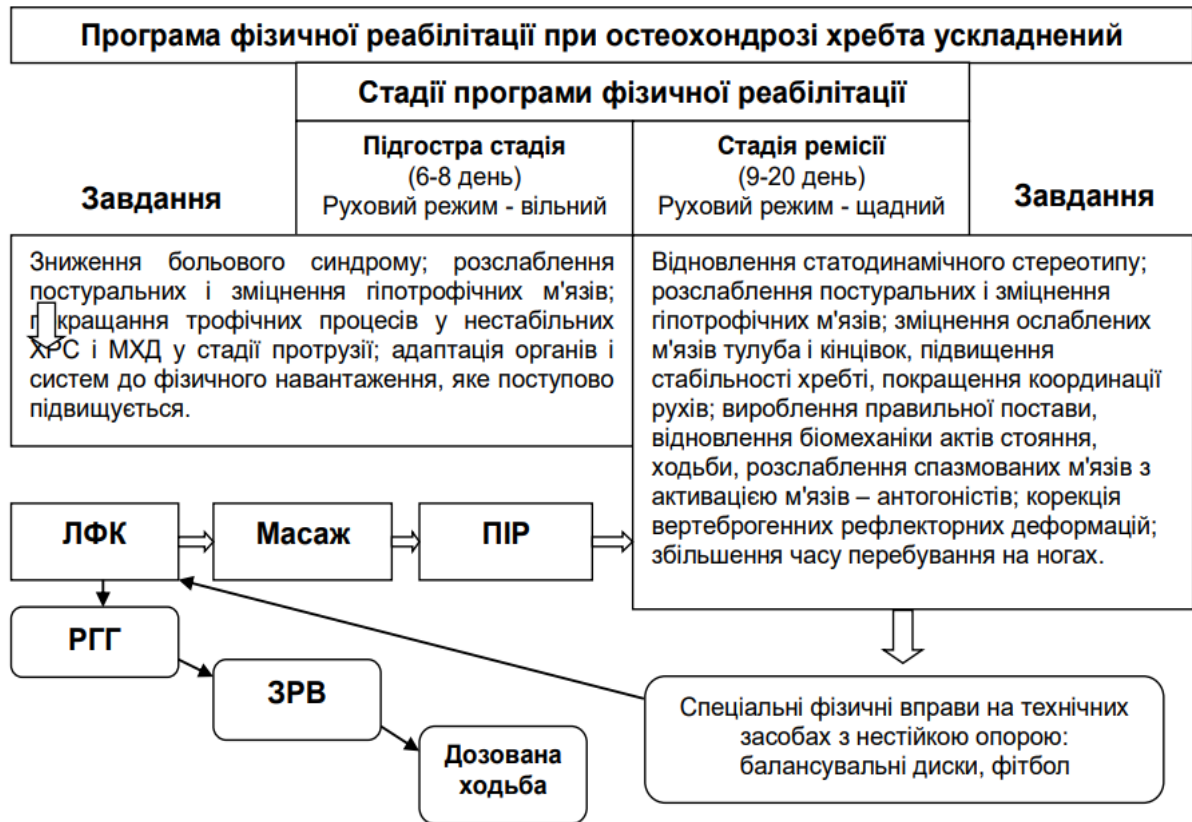 Програма фізичної реабілітації при остеохондрозі хребта ускладнений
Стадії програми фізичної реабілітації
Завдання
Підгостра стадія
(6-8 день)
Руховий режим - вільний
Стадія ремісії
(9-20 день)
Руховий режим - щадний
Завдання
Зниження больового синдрому; розслаблення
постуральних і зміцнення гіпотрофічних м'язів;
покращання трофічних процесів у нестабільних
ХРС і МХД у стадії протрузії; адаптація органів і
систем до фізичного навантаження, яке поступово
підвищується.
Відновлення статодинамічного стереотипу;
розслаблення постуральних і зміцнення
гіпотрофічних м'язів; зміцнення ослаблених
м'язів тулуба і кінцівок, підвищення
стабільності хребті, покращення координації
рухів; вироблення правильної постави,
відновлення біомеханіки актів стояння,
ходьби, розслаблення спазмованих м'язів з
активацією м'язів – антогоністів; корекція
вертеброгенних рефлекторних деформацій;
збільшення часу перебування на ногах.
ЛФК
Масаж
ПІР
РГГ
ЗРВ
Дозована
ходьба
Спеціальні фізичні вправи на технічних
засобах з нестійкою опорою:
балансувальні диски, фітбол